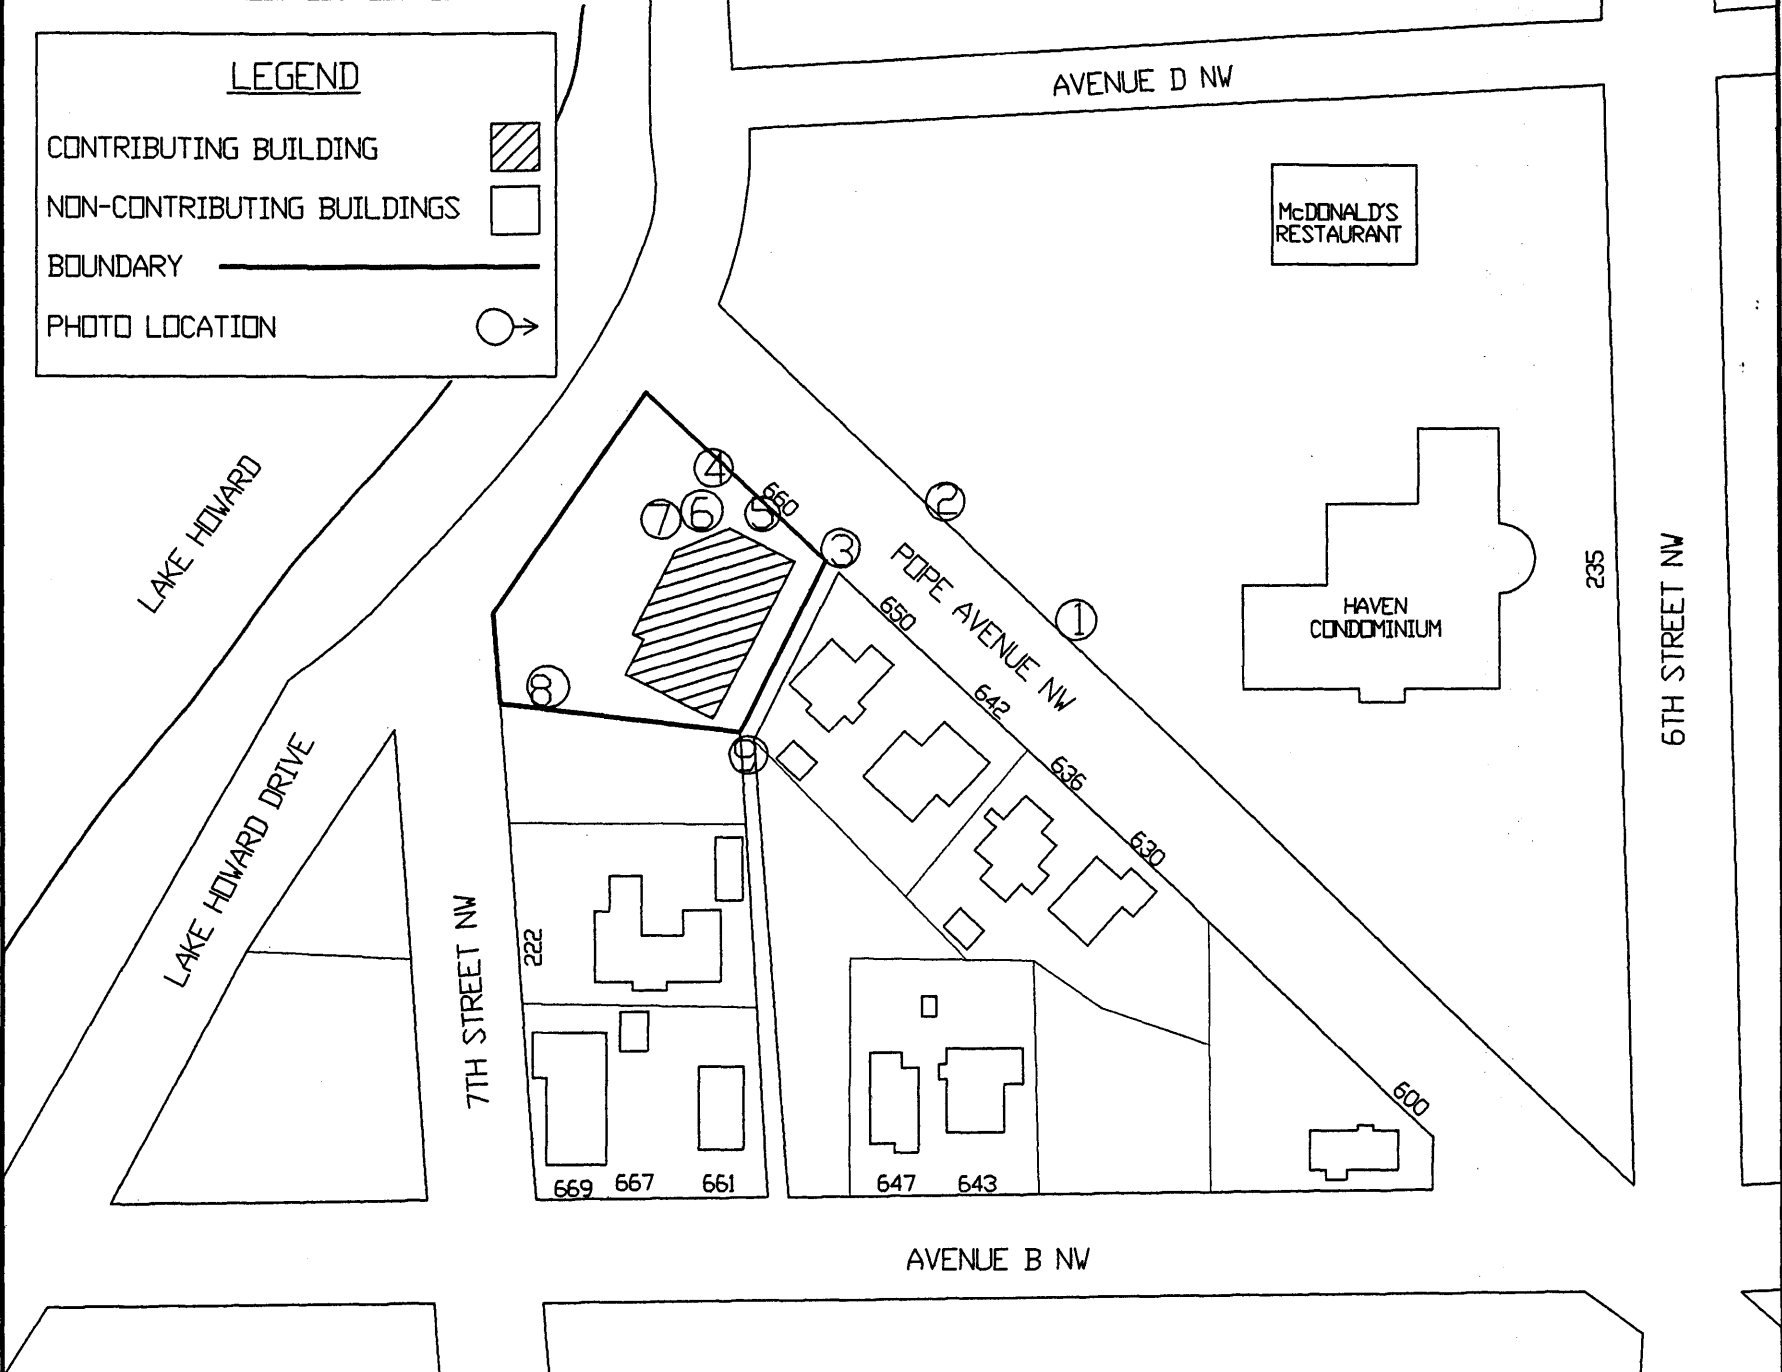 LEGEND
CONTRIBUTING BUILDING
NON-CONTRIBUTING BUILDINGS
BOUNDARY
PHOTO LOCATION
AVENUE D NW
McDONALD'S
RESTAURANT
LAKE HOWARD
4
660
7
6
5
3
2
POPE AVENUE NW
1
650
642
636
630
600
HAVEN
CONDOMINIUM
235
6TH STREET NW
8
9
LAKE HOWARD DRIVE
7TH STREET NW
222
669
667
661
647
643
AVENUE B NW